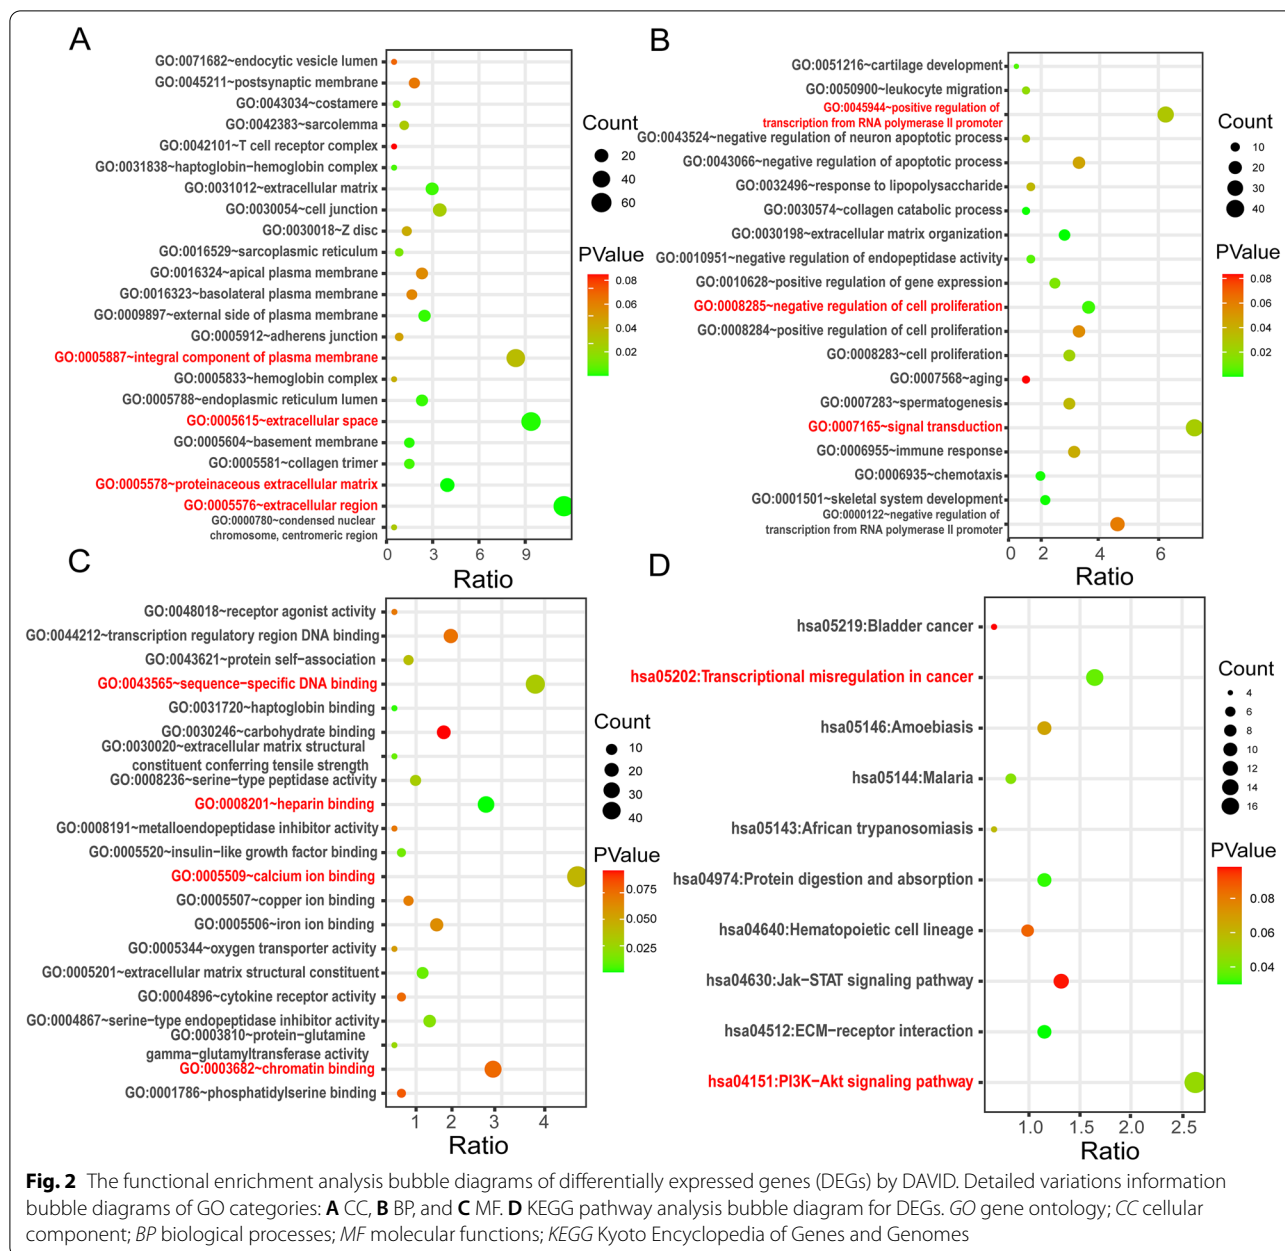 A
GO:0071682~endocytic vesicle lumen
GO:0045211~postsynaptic membrane
GO:0043034~costamere
GO:0042383~sarcolemma
GO:0042101~T cell receptor complex
GO:0031838~haptoglobin−hemoglobin complex
GO:0031012~extracellular matrix
GO:0030054~cell junction
GO:0030018~Z disc
GO:0016529~sarcoplasmic reticulum
GO:0016324~apical plasma membrane
GO:0016323~basolateral plasma membrane
GO:0009897~external side of plasma membrane
GO:0005912~adherens junction
GO:0005887~integral component of plasma membrane
GO:0005833~hemoglobin complex
GO:0005788~endoplasmic reticulum lumen
GO:0005615~extracellular space
GO:0005604~basement membrane
GO:0005581~collagen trimer
GO:0005578~proteinaceous extracellular matrix
GO:0005576~extracellular region
GO:0000780~condensed nuclear
chromosome, centromeric region
0 3 6 9
Ratio
Count
20
40
60
PValue
0.08
0.06
0.04
0.02
B
GO:0051216~cartilage development
GO:0050900~leukocyte migration
GO:0045944~positive regulation of
transcription from RNA polymerase II promoter
GO:0043524~negative regulation of neuron apoptotic process
GO:0043066~negative regulation of apoptotic process
GO:0032496~response to lipopolysaccharide
GO:0030574~collagen catabolic process
GO:0030198~extracellular matrix organization
GO:0010951~negative regulation of endopeptidase activity
GO:0010628~positive regulation of gene expression
GO:0008285~negative regulation of cell proliferation
GO:0008284~positive regulation of cell proliferation
GO:0008283~cell proliferation
GO:0007568~aging
GO:0007283~spermatogenesis
GO:0007165~signal transduction
GO:0006955~immune response
GO:0006935~chemotaxis
GO:0001501~skeletal system development
GO:0000122~negative regulation of
transcription from RNA polymerase II promoter
0 2 4 6
Ratio
Count
10
20
30
40
PValue
0.08
0.06
0.04
0.02
C
GO:0048018~receptor agonist activity
GO:0044212~transcription regulatory region DNA binding
GO:0043621~protein self−association
GO:0043565~sequence−specific DNA binding
GO:0031720~haptoglobin binding
GO:0030246~carbohydrate binding
GO:0030020~extracellular matrix structural
constituent conferring tensile strength
GO:0008236~serine−type peptidase activity
GO:0008201~heparin binding
GO:0008191~metalloendopeptidase inhibitor activity
GO:0005520~insulin−like growth factor binding
GO:0005509~calcium ion binding
GO:0005507~copper ion binding
GO:0005506~iron ion binding
GO:0005344~oxygen transporter activity
GO:0005201~extracellular matrix structural constituent
GO:0004896~cytokine receptor activity
GO:0004867~serine−type endopeptidase inhibitor activity
GO:0003810~protein−glutamine
gamma−glutamyltransferase activity
GO:0003682~chromatin binding
GO:0001786~phosphatidylserine binding
1 2 3 4
Ratio
Count
10
20
30
40
PValue
0.075
0.050
0.025
D
hsa05219:Bladder cancer
hsa05202:Transcriptional misregulation in cancer
hsa05146:Amoebiasis
hsa05144:Malaria
hsa05143:African trypanosomiasis
hsa04974:Protein digestion and absorption
hsa04640:Hematopoietic cell lineage
hsa04630:Jak−STAT signaling pathway
hsa04512:ECM−receptor interaction
hsa04151:PI3K−Akt signaling pathway
1.0 1.5 2.0 2.5
Ratio
Count
4
6
8
10
12
14
16
PValue
0.08
0.06
0.04
Fig. 2 The functional enrichment analysis bubble diagrams of differentially expressed genes (DEGs) by DAVID. Detailed variations information
bubble diagrams of GO categories: A CC, B BP, and C MF. D KEGG pathway analysis bubble diagram for DEGs. GO gene ontology; CC cellular
component; BP biological processes; MF molecular functions; KEGG Kyoto Encyclopedia of Genes and Genomes